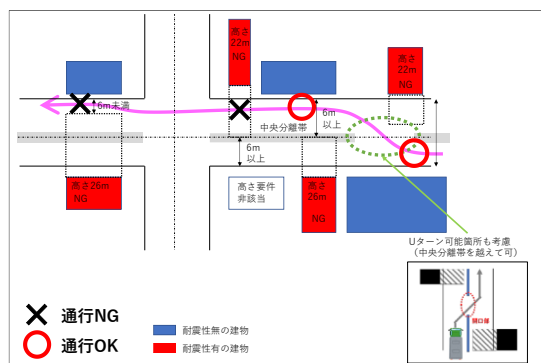 高さ
22m
NG
高さ
22m
NG
6m未満
中央分離帯
6m
以上
6m
以上
高さ26m
NG
高さ要件
非該当
高さ
26m
NG
Uターン可能箇所も考慮
(中央分離帯を越えて可)
開口部
通行NG
通行OK
耐震性無の建物
耐震性有の建物